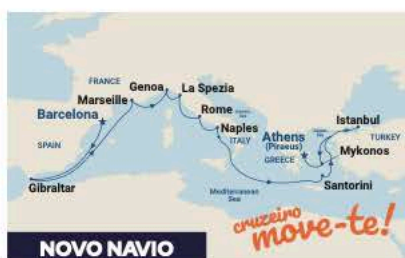 FRANCE
Genoa
La Spezia
Marseille
Barcelona
Rome
Naples
ITALY
Istanbul
Athens
(Piraeus)
TURKEY
SPAIN
GREECE
Mykonos
Gibraltar
Mediterranean
Sea
Santorini
cruzeiro
move-te!
NOVO NAVIO